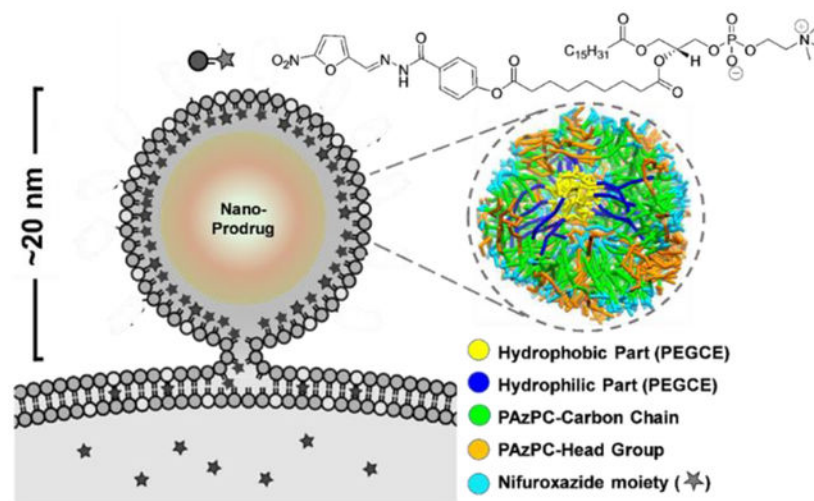 O₂N
O
N
NH
O
O
O
O
C₁₅H₃₁
O
O
O
H
O
P
O
O
O
⊖
N
⊕
~20 nm
Nano-
Prodrug
Hydrophobic Part (PEGCE)
Hydrophilic Part (PEGCE)
PAzPC-Carbon Chain
PAzPC-Head Group
Nifuroxazide moiety (★)